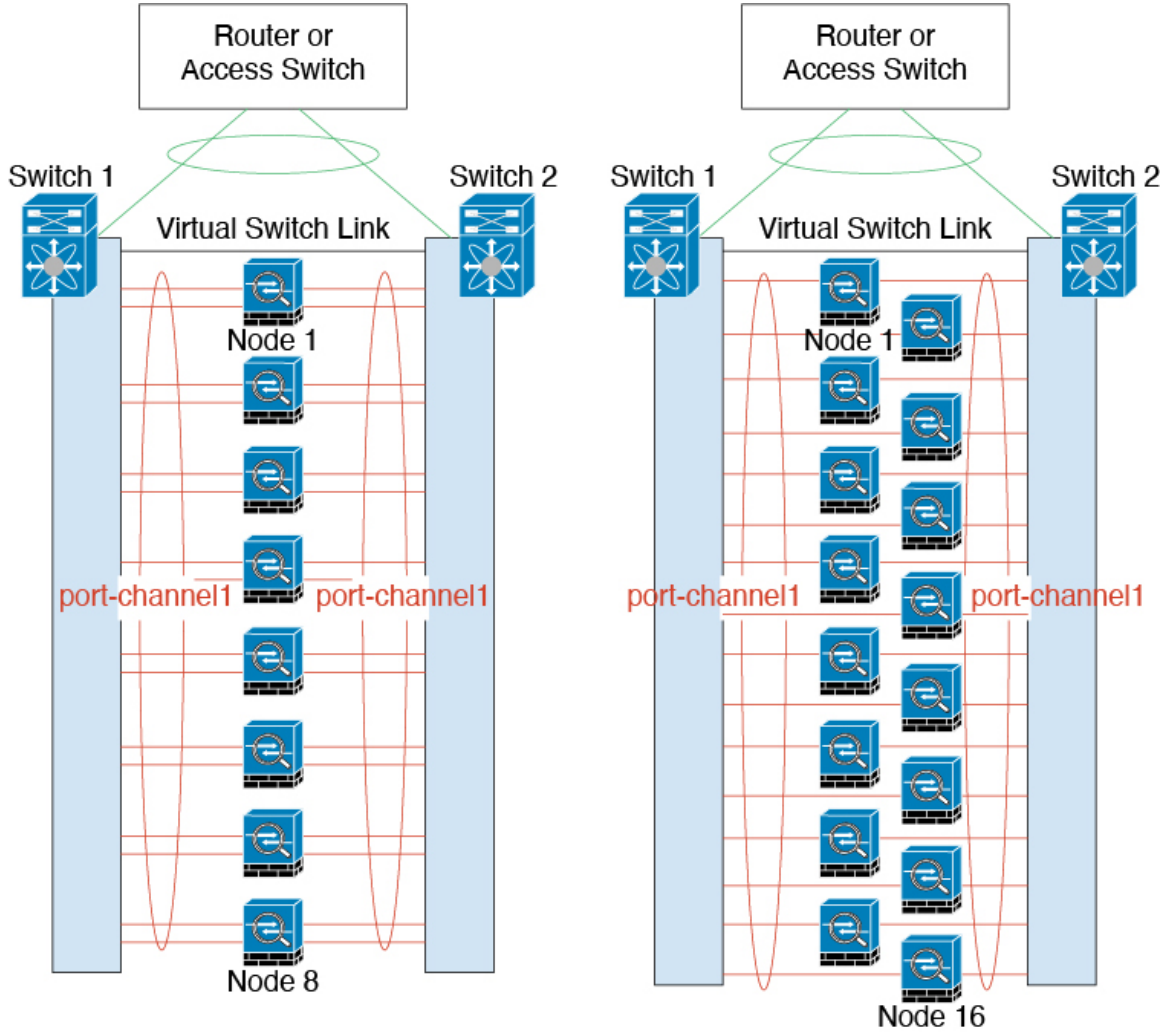 Router or
Access Switch
Switch 1
Switch 2
Virtual Switch Link
Node 1
port-channel1
port-channel1
Node 8
Router or
Access Switch
Switch 1
Switch 2
Virtual Switch Link
Node 1
port-channel1
port-channel1
Node 16